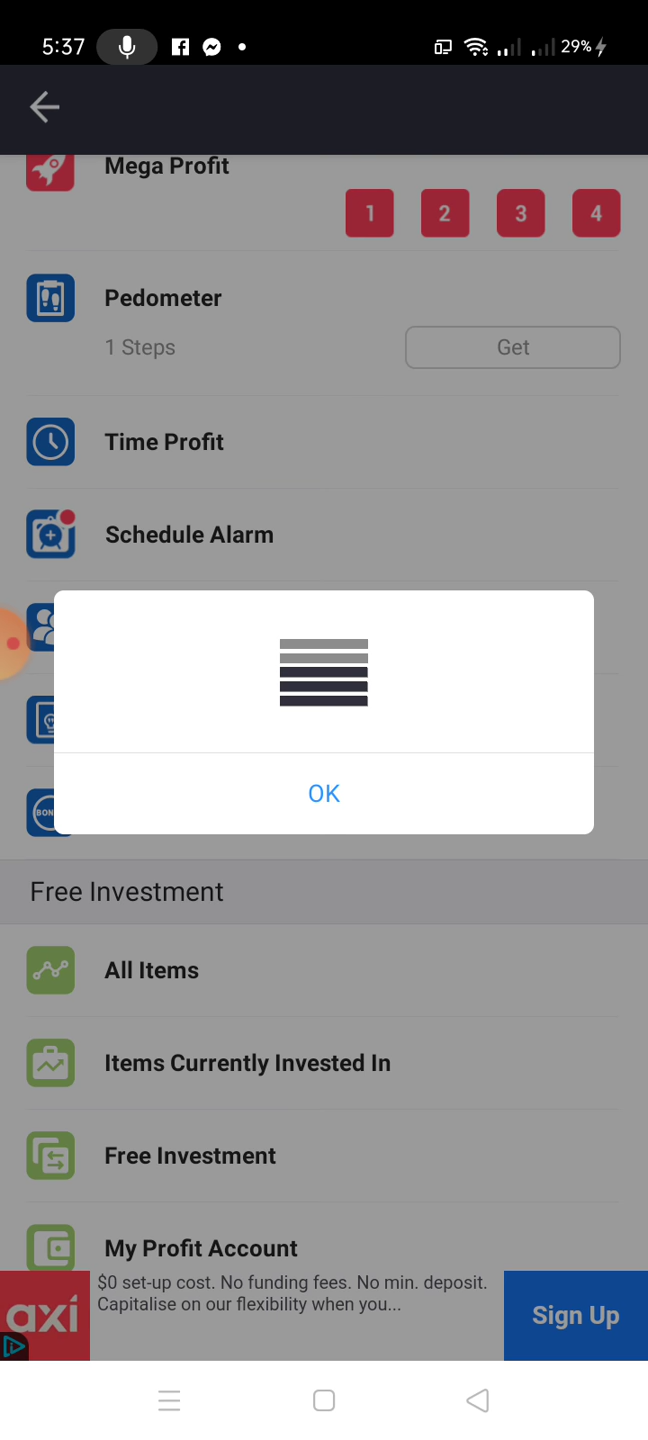 5:37
29%
Mega Profit
1 2 3 4
Pedometer
1 Steps
Get
Time Profit
Schedule Alarm
BON
OK
Free Investment
All Items
Items Currently Invested In
Free Investment
My Profit Account
axi
$0 set-up cost. No funding fees. No min. deposit.
Capitalise on our flexibility when you...
Sign Up